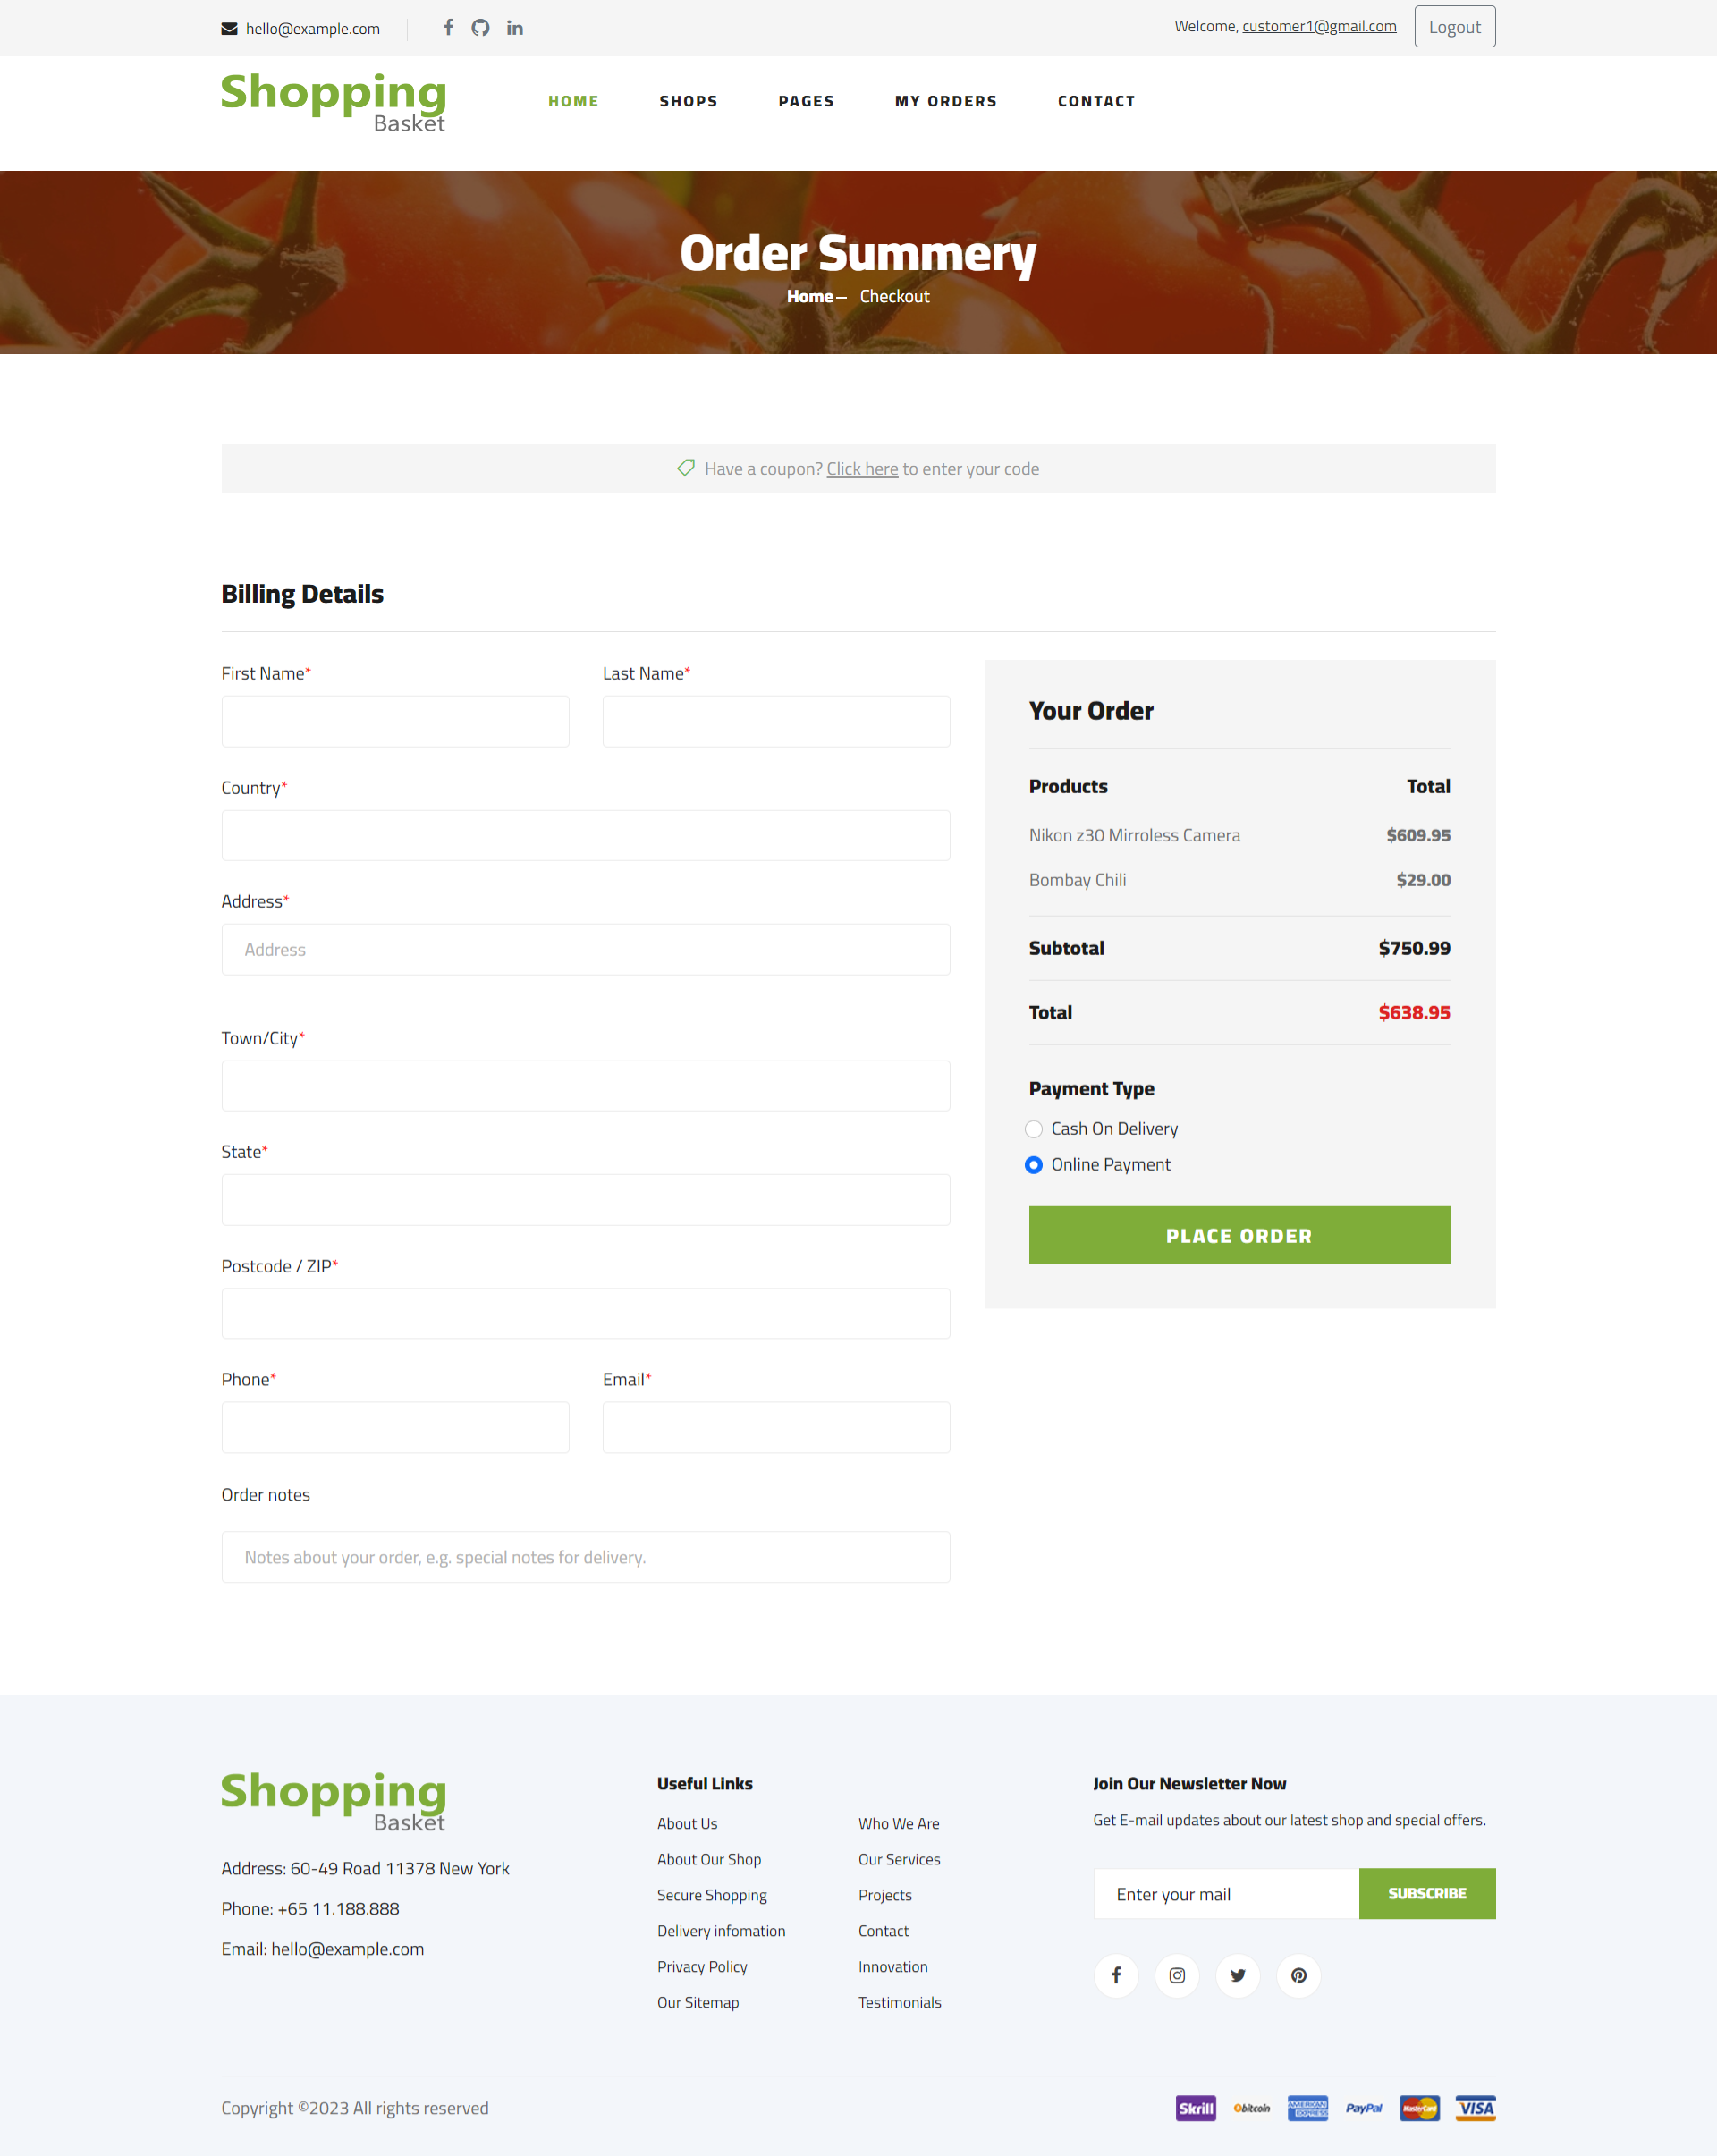 hello@example.com
Welcome, customer1@gmail.com Logout
Shopping
Basket
HOME SHOPS PAGES MY ORDERS CONTACT
Order Summery
Home – Checkout
Have a coupon? Click here to enter your code
Billing Details
First Name* Last Name*
Country*
Address*
Address
Town/City*
State*
Postcode / ZIP*
Phone* Email*
Order notes
Notes about your order, e.g. special notes for delivery.
Your Order
Products Total
Nikon z30 Mirroless Camera $609.95
Bombay Chili $29.00
Subtotal $750.99
Total $638.95
Payment Type
Cash On Delivery
Online Payment
PLACE ORDER
Shopping
Basket
Address: 60-49 Road 11378 New York
Phone: +65 11.188.888
Email: hello@example.com
Useful Links
About Us
About Our Shop
Secure Shopping
Delivery infomation
Privacy Policy
Our Sitemap
Who We Are
Our Services
Projects
Contact
Innovation
Testimonials
Join Our Newsletter Now
Get E-mail updates about our latest shop and special offers.
Enter your mail SUBSCRIBE
Copyright ©2023 All rights reserved
Skrill bitcoin AMERICAN EXPRESS PayPal MasterCard VISA